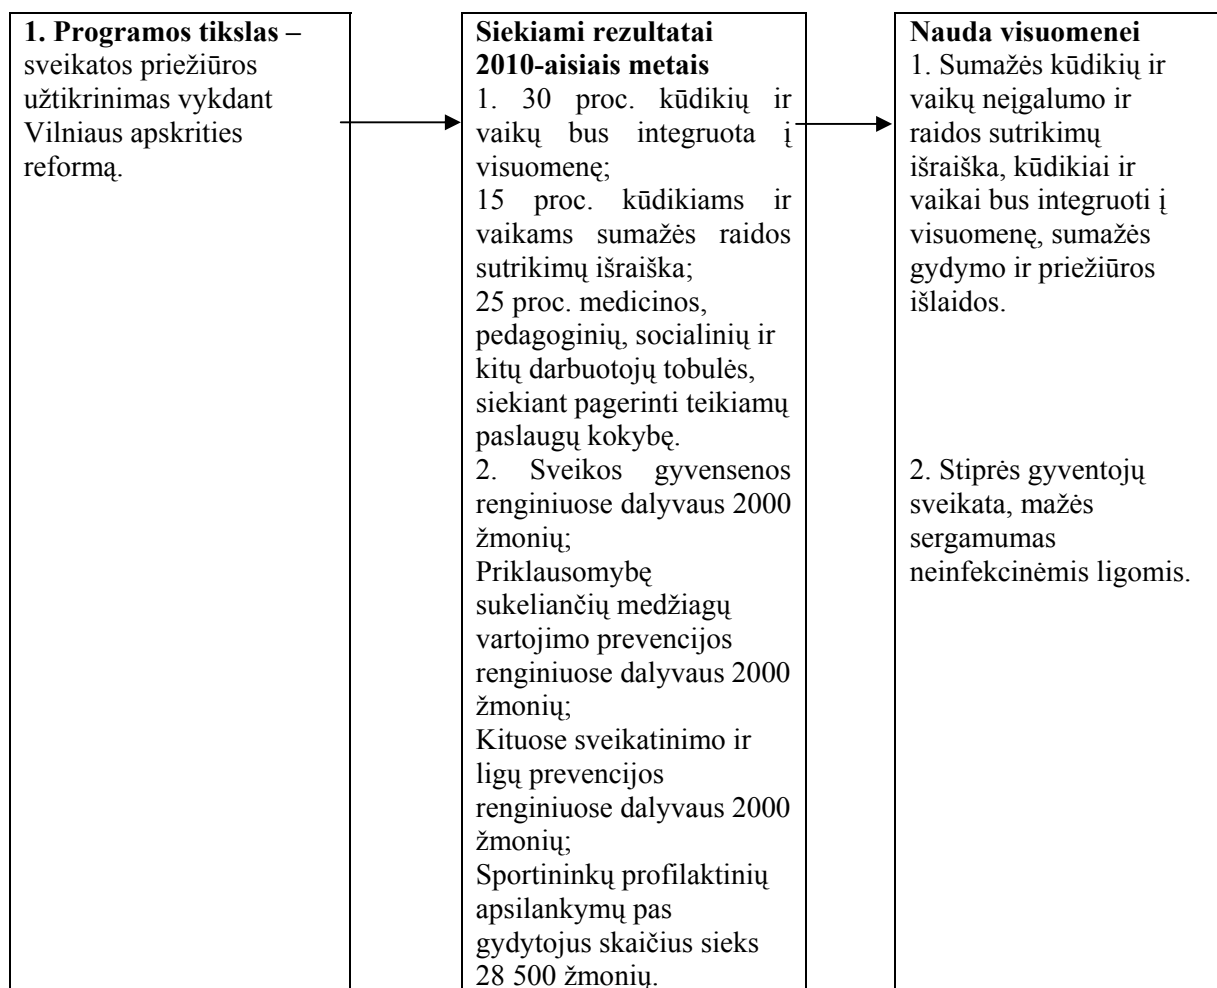 1. Programos tikslas –
sveikatos priežiūros
užtikrinimas vykdant
Vilniaus apskrities
reformą.
Siekiami rezultatai
2010-aisiais metais
1. 30 proc. kūdikių ir
vaikų bus integruota į
visuomenę;
15 proc. kūdikiams ir
vaikams sumažės raidos
sutrikimų išraiška;
25 proc. medicinos,
pedagoginių, socialinių ir
kitų darbuotojų tobulės,
siekiant pagerinti teikiamų
paslaugų kokybę.
2. Sveikos gyvensenos
renginiuose dalyvaus 2000
žmonių;
Priklausomybę
sukeliančių medžiagų
vartojimo prevencijos
renginiuose dalyvaus 2000
žmonių;
Kituose sveikatinimo ir
ligų prevencijos
renginiuose dalyvaus 2000
žmonių;
Sportininkų profilaktinių
apsilankymų pas
gydytojus skaičius sieks
28 500 žmonių.
Nauda visuomenei
1. Sumažės kūdikių ir
vaikų neįgalumo ir
raidos sutrikimų
išraiška, kūdikiai ir
vaikai bus integruoti į
visuomenę, sumažės
gydymo ir priežiūros
išlaidos.
2. Stiprės gyventojų
sveikata, mažės
sergamumas
neinfekcinėmis ligomis.